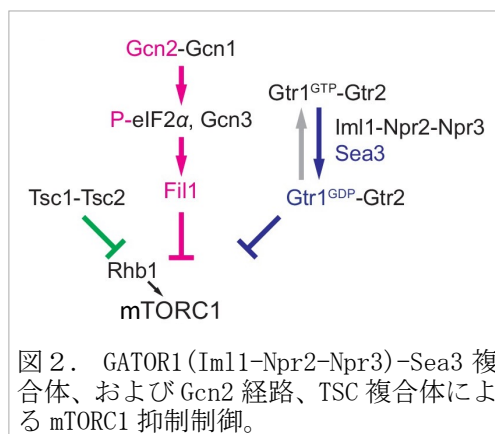 Gcn2-Gcn1
P-eIF2α, Gcn3
Fil1
Gtr1GTP-Gtr2
Iml1-Npr2-Npr3
Sea3
Gtr1GDP-Gtr2
Tsc1-Tsc2
Rhb1
mTORC1
図２. GATOR1(Iml1-Npr2-Npr3)-Sea3 複
合体、および Gcn2 経路、TSC 複合体によ
る mTORC1 抑制制御。